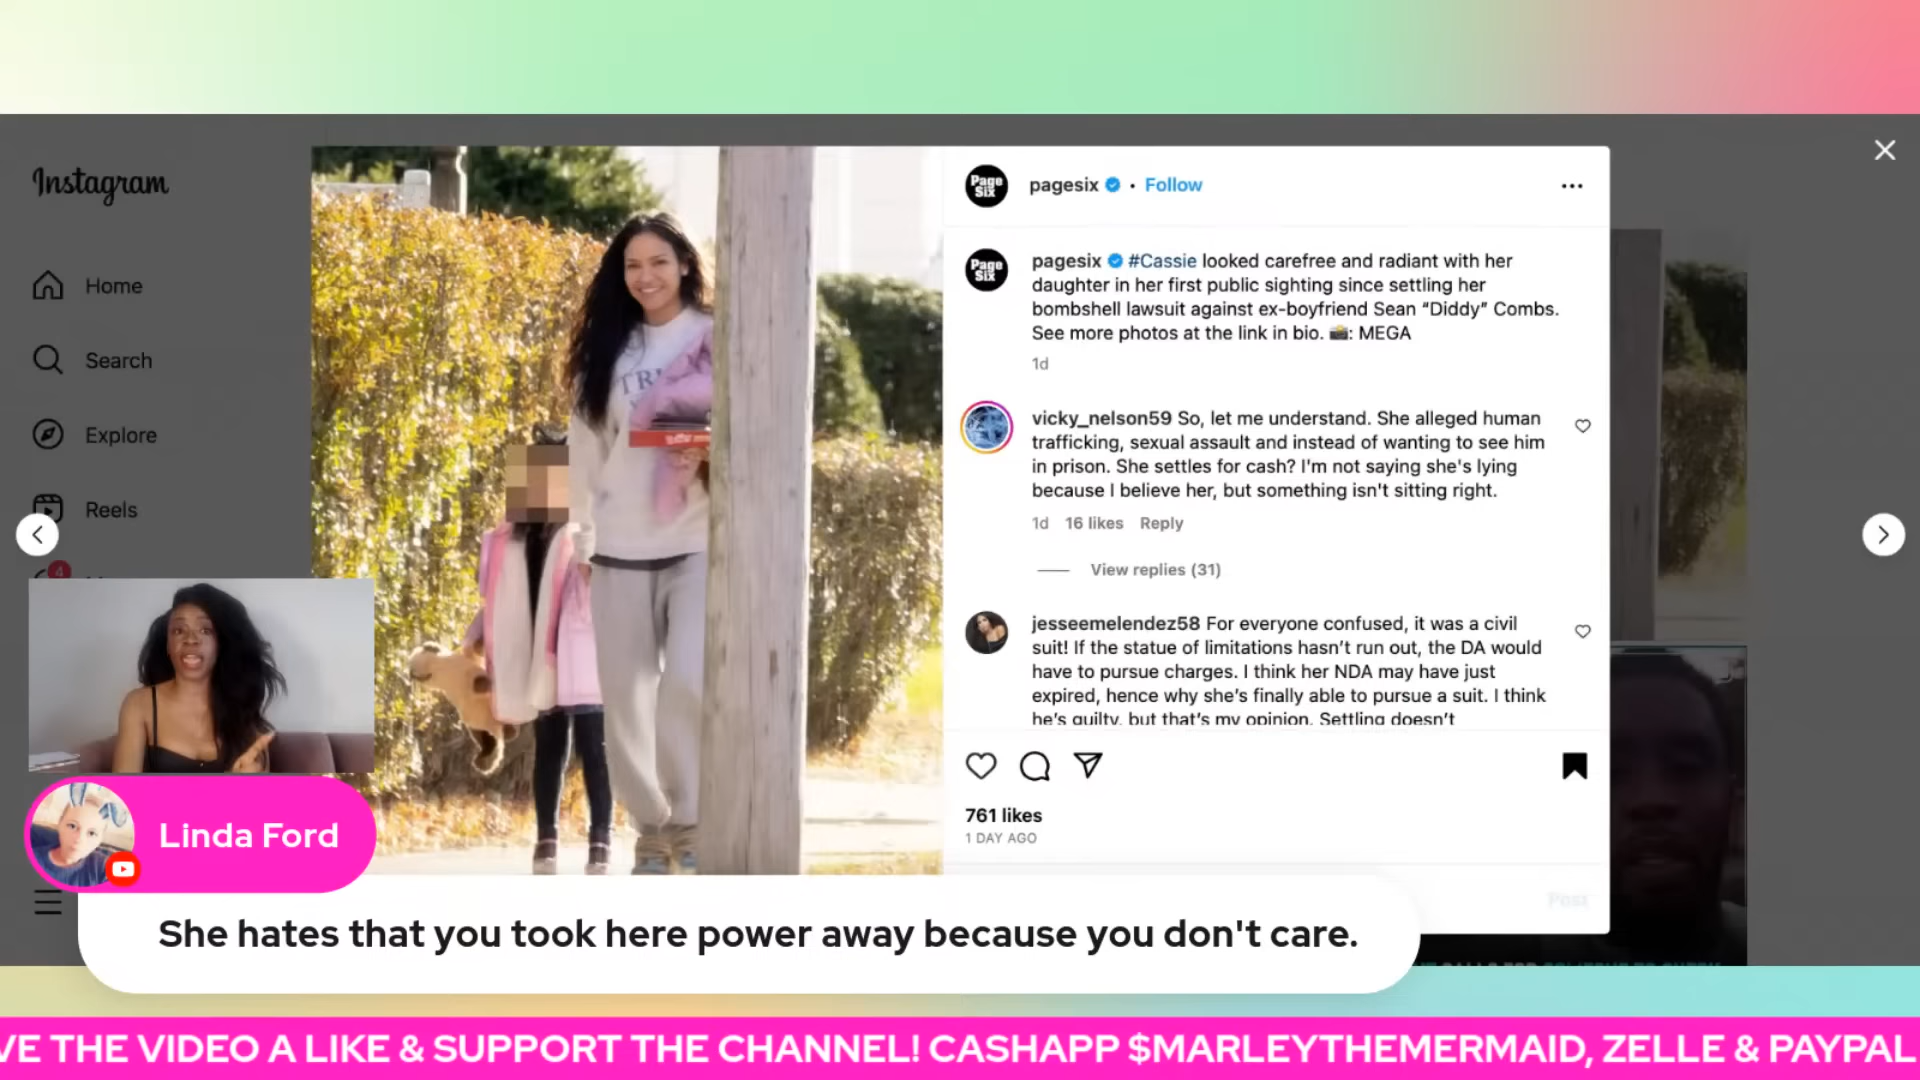 Instagram
Home
Search
Explore
Reels
4
Page
Six
pagesix • Follow
Page
Six
pagesix #Cassie looked carefree and radiant with her
daughter in her first public sighting since settling her
bombshell lawsuit against ex-boyfriend Sean “Diddy” Combs.
See more photos at the link in bio. 📸: MEGA
1d
vicky_nelson59 So, let me understand. She alleged human
trafficking, sexual assault and instead of wanting to see him
in prison. She settles for cash? I'm not saying she's lying
because I believe her, but something isn't sitting right.
1d 16 likes Reply
View replies (31)
jesseemelendez58 For everyone confused, it was a civil
suit! If the statue of limitations hasn’t run out, the DA would
have to pursue charges. I think her NDA may have just
expired, hence why she’s finally able to pursue a suit. I think
he’s guilty, but that’s my opinion. Settling doesn’t
761 likes
1 DAY AGO
Post
Linda Ford
She hates that you took here power away because you don't care.
VE THE VIDEO A LIKE & SUPPORT THE CHANNEL! CASHAPP $MARLEYTHEMERMAID, ZELLE & PAYPAL